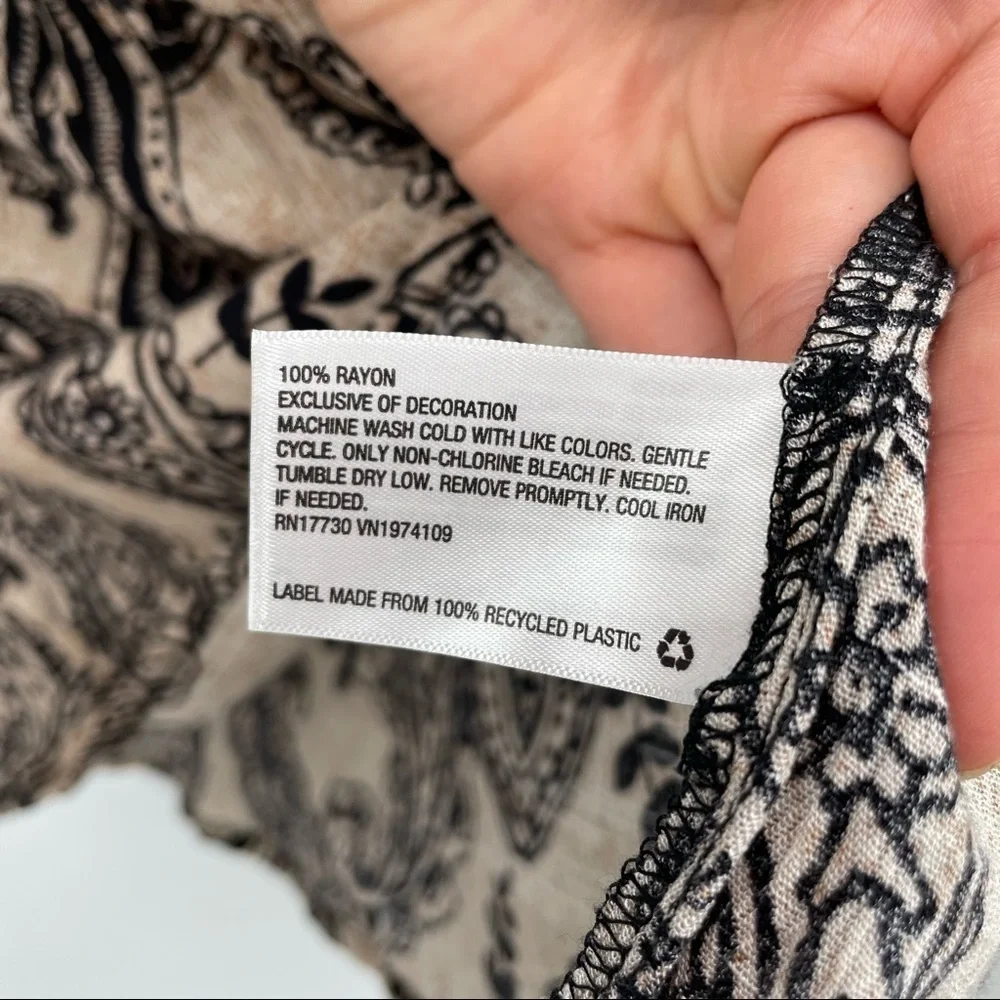 100% RAYON
EXCLUSIVE OF DECORATION
MACHINE WASH COLD WITH LIKE COLORS. GENTLE
CYCLE. ONLY NON-CHLORINE BLEACH IF NEEDED.
TUMBLE DRY LOW. REMOVE PROMPTLY. COOL IRON
IF NEEDED.
RN17730 VN1974109
LABEL MADE FROM 100% RECYCLED PLASTIC